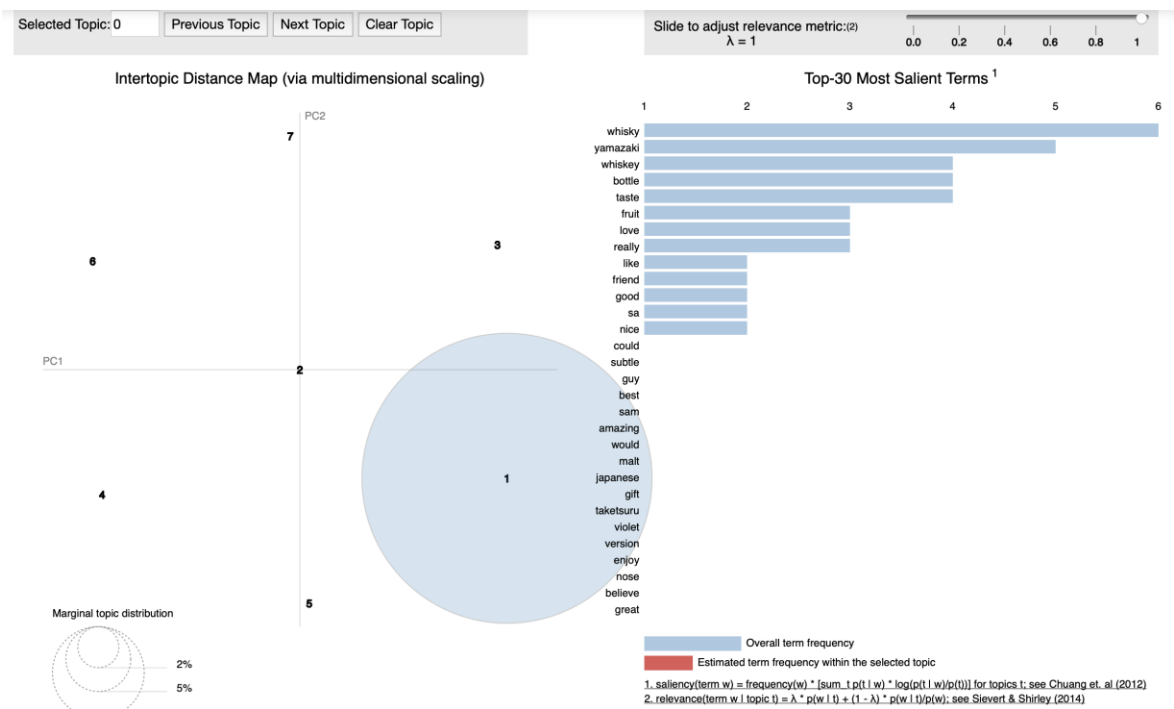 Selected Topic: 0 Previous Topic Next Topic Clear Topic
Slide to adjust relevance metric:(2)
λ = 1
0.0 0.2 0.4 0.6 0.8 1
Intertopic Distance Map (via multidimensional scaling)
PC2
7
3
6
PC1
2
1
4
5
Marginal topic distribution
2%
5%
Top-30 Most Salient Terms 1
1 2 3 4 5 6
whisky
yamazaki
whiskey
bottle
taste
fruit
love
really
like
friend
good
sa
nice
could
subtle
guy
best
sam
amazing
would
malt
japanese
gift
taketsuru
violet
version
enjoy
nose
believe
great
Overall term frequency
Estimated term frequency within the selected topic
1. saliency(term w) = frequency(w) * [sum_t p(t | w) * log(p(t | w)/p(t))] for topics t; see Chuang et. al (2012)
2. relevance(term w | topic t) = λ * p(w | t) + (1 - λ) * p(w | t)/p(w); see Sievert & Shirley (2014)